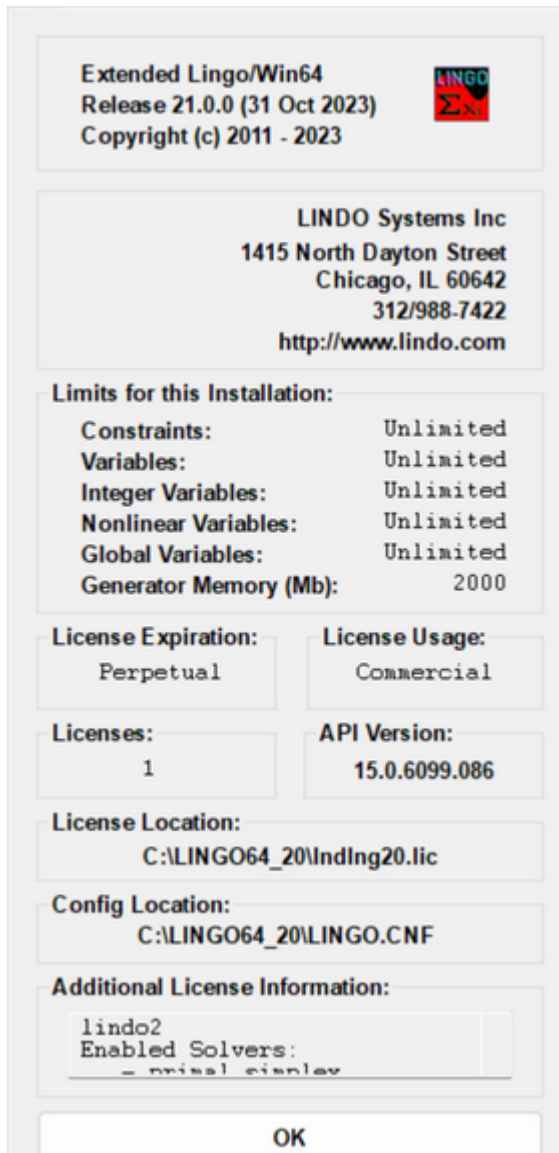 Extended Lingo/Win64
Release 21.0.0 (31 Oct 2023)
Copyright (c) 2011 - 2023
LINGO
Σxi
LINDO Systems Inc
1415 North Dayton Street
Chicago, IL 60642
312/988-7422
http://www.lindo.com
Limits for this Installation:
Constraints: Unlimited
Variables: Unlimited
Integer Variables: Unlimited
Nonlinear Variables: Unlimited
Global Variables: Unlimited
Generator Memory (Mb): 2000
License Expiration: License Usage:
Perpetual Commercial
Licenses: API Version:
1 15.0.6099.086
License Location:
C:\LINGO64_20\lndlng20.lic
Config Location:
C:\LINGO64_20\LINGO.CNF
Additional License Information:
lindo2
Enabled Solvers:
- primal simplex
OK